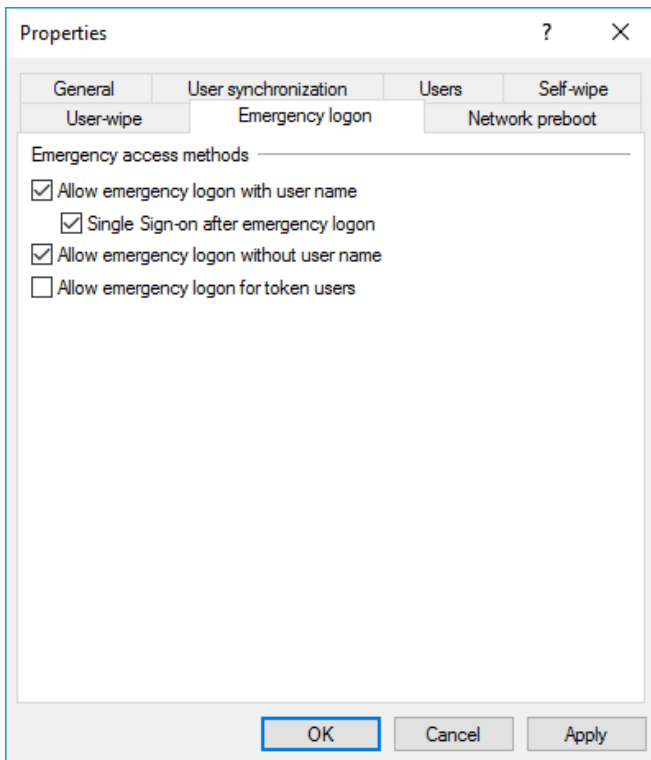 Properties ?
General User synchronization Users Self-wipe
User-wipe Emergency logon Network preboot
Emergency access methods
Allow emergency logon with user name
Single Sign-on after emergency logon
Allow emergency logon without user name
Allow emergency logon for token users
OK Cancel Apply